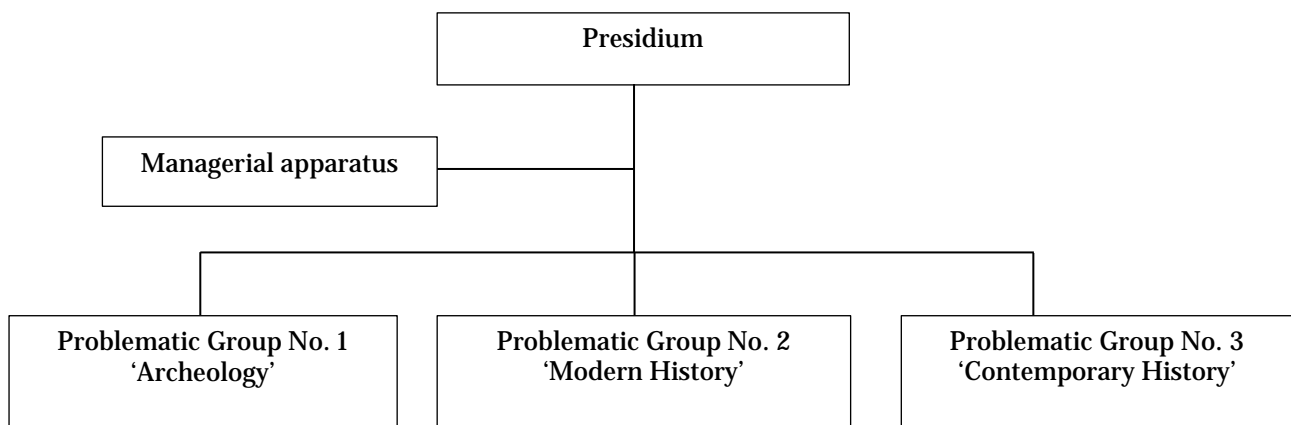 Presidium
Managerial apparatus
Problematic Group No. 1
‘Archeology’
Problematic Group No. 2
‘Modern History’
Problematic Group No. 3
‘Contemporary History’